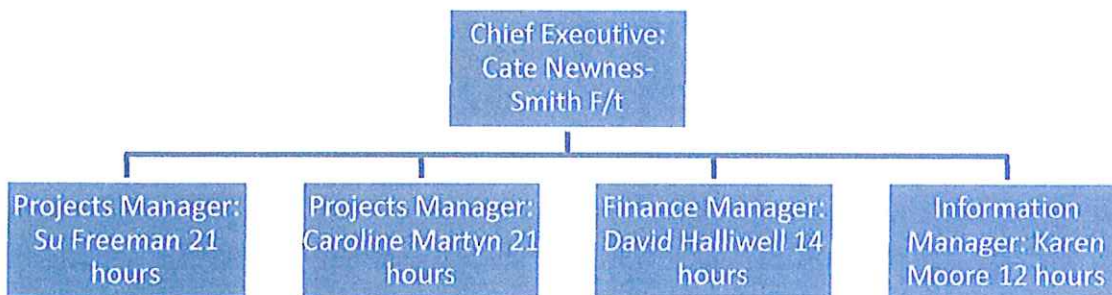 Chief Executive:
Cate Newnes-
Smith F/t
Projects Manager:
Su Freeman 21
hours
Projects Manager:
Caroline Martyn 21
hours
Finance Manager:
David Halliwell 14
hours
Information
Manager: Karen
Moore 12 hours